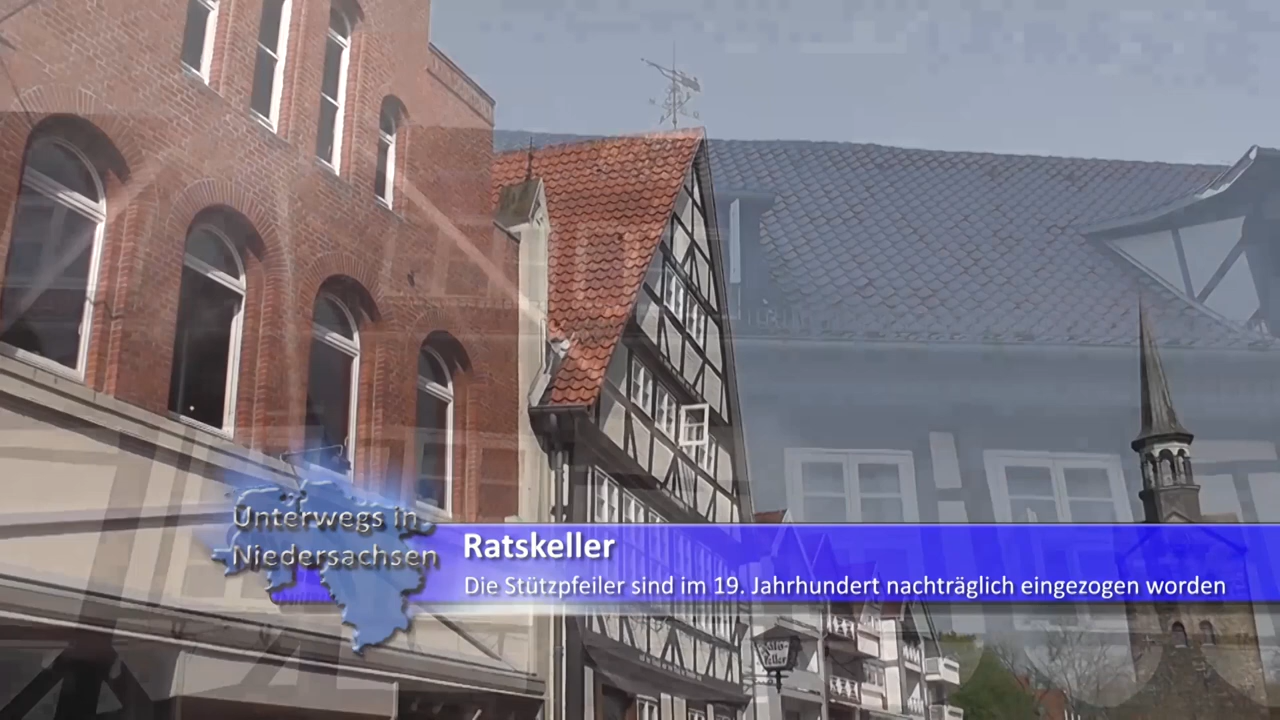 Unterwegs in
Niedersachsen
Ratskeller
Die Stützpfeiler sind im 19. Jahrhundert nachträglich eingezogen worden